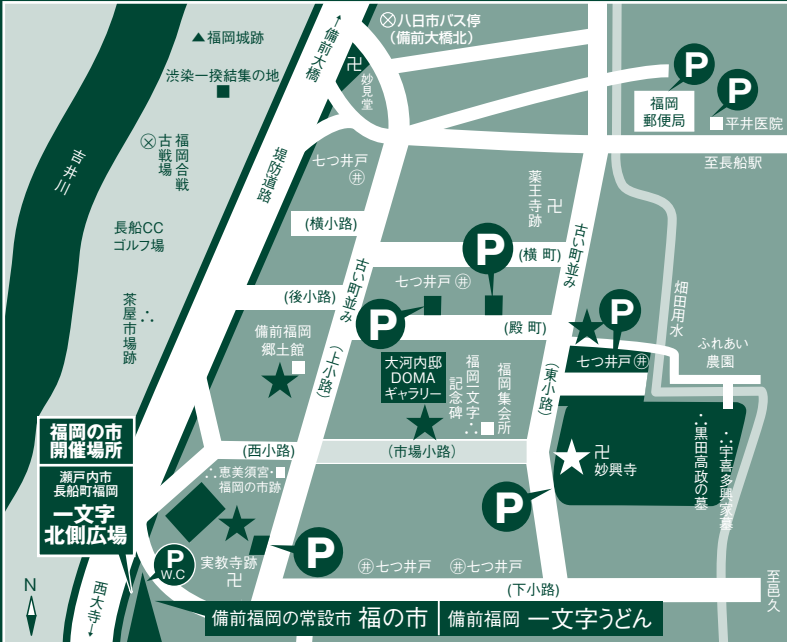 ⊗八日市バス停
(備前大橋北)
▲福岡城跡
↑備前大橋
渋染一揆結集の地
卍妙見堂
P
P
福岡
郵便局
平井医院
至長船駅
福岡合戦
古戦場
吉井川
堤防道路
七つ井戸
井
薬王寺跡
卍
長船CC
ゴルフ場
(横小路)
P
(横 町)
古い町並み
古い町並み
畑田用水
(後小路)
七つ井戸 井
茶屋市場跡
P
P
(殿 町)
備前福岡
郷土館
(上小路)
大河内邸
DOMA
ギャラリー
福岡一文字
記念碑
福岡集会所
(東小路)
七つ井戸 井
ふれあい
農園
福岡の市
開催場所
瀬戸内市
長船町福岡
一文字
北側広場
(西小路)
(市場小路)
恵美須宮・
福岡の市跡
卍
妙興寺
黒田高政の墓
宇喜多興家墓
P
P
P
W.C
実教寺跡
卍
井七つ井戸
井七つ井戸
(下小路)
至邑久
N
西大寺→
備前福岡の常設市 福の市
備前福岡 一文字うどん